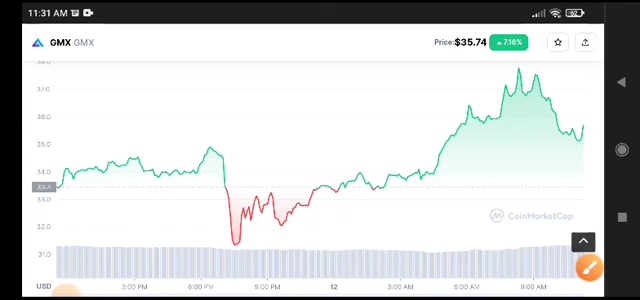 11:31 AM
62
GMX GMX
Price:$35.74 ▲ 7.16%
38.0
37.0
36.0
35.0
34.0
33.0
31.0
CoinMarketCap
USD
3:00 PM 6:00 PM 9:00 PM 12 3:00 AM 6:00 AM 9:00 AM